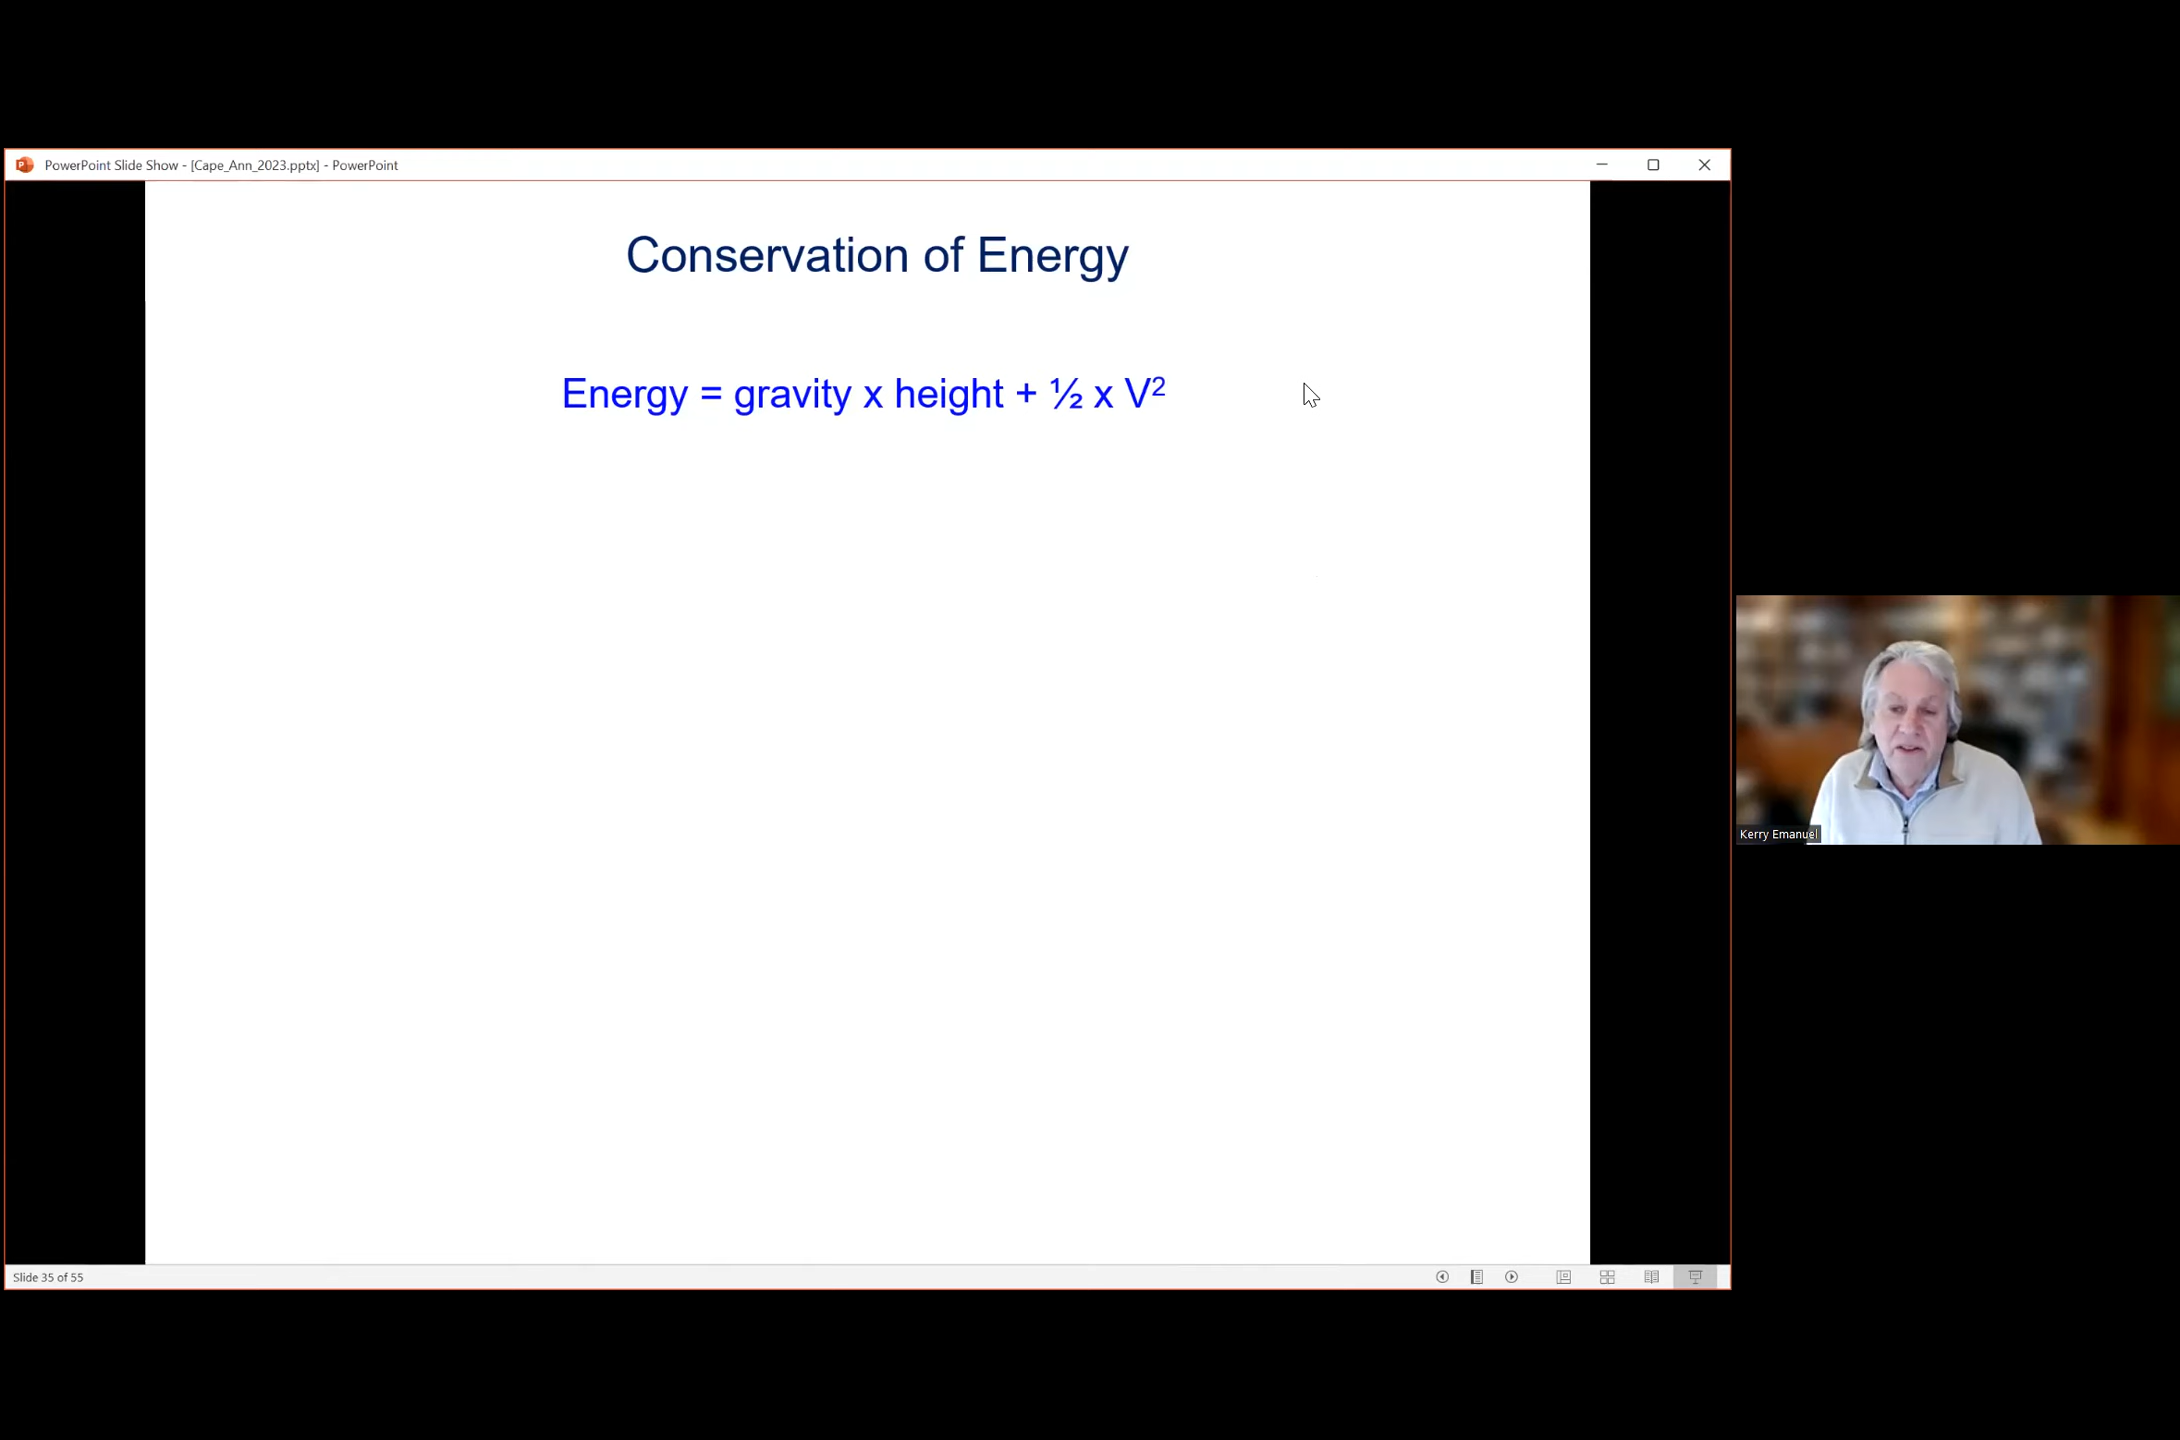 PowerPoint Slide Show - [Cape_Ann_2023.pptx] - PowerPoint
Conservation of Energy
Energy = gravity x height + ½ x V²
Kerry Emanuel
Slide 35 of 55